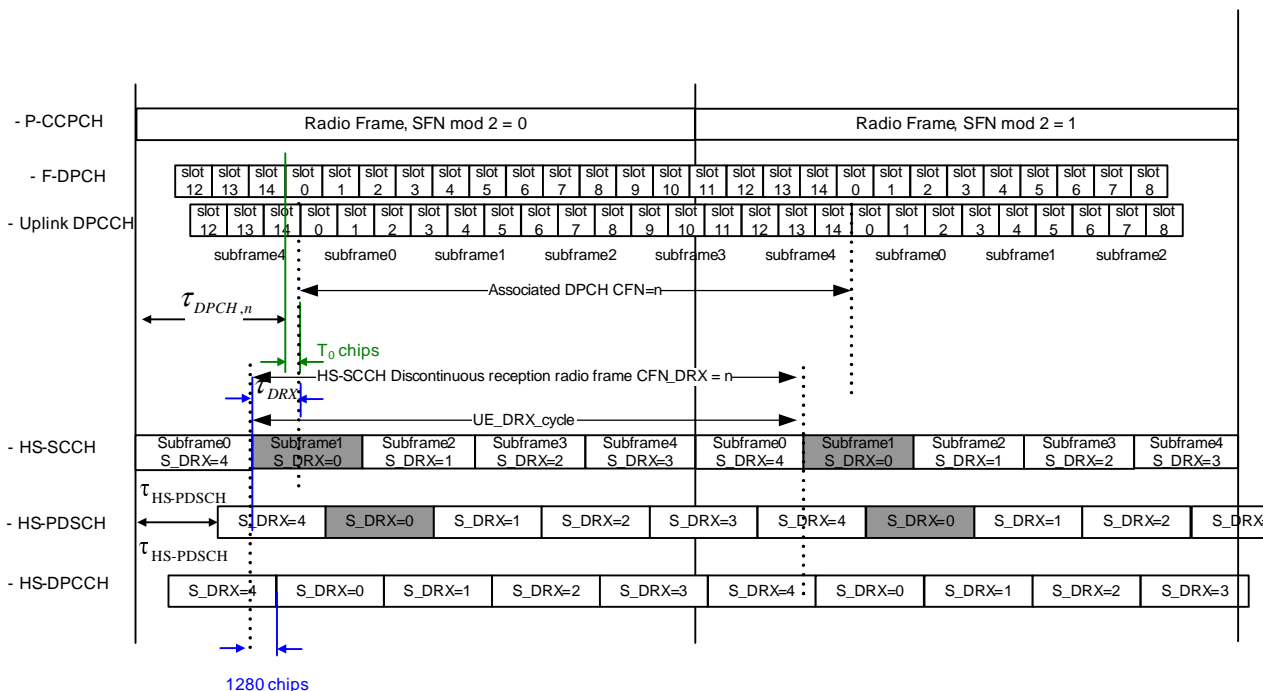 - P-CCPCH
Radio Frame, SFN mod 2 = 0
Radio Frame, SFN mod 2 = 1
- F-DPCH
slot 12 slot 13 slot 14 slot 0 slot 1 slot 2 slot 3 slot 4 slot 5 slot 6 slot 7 slot 8 slot 9 slot 10 slot 11 slot 12 slot 13 slot 14 slot 0 slot 1 slot 2 slot 3 slot 4 slot 5 slot 6 slot 7 slot 8
- Uplink DPCCH
slot 12 slot 13 slot 14 slot 0 slot 1 slot 2 slot 3 slot 4 slot 5 slot 6 slot 7 slot 8 slot 9 slot 10 slot 11 slot 12 slot 13 slot 14 slot 0 slot 1 slot 2 slot 3 slot 4 slot 5 slot 6 slot 7 slot 8
subframe4 subframe0 subframe1 subframe2 subframe3 subframe4 subframe0 subframe1 subframe2
Associated DPCH CFN=n
τDPCH,n
T0 chips
HS-SCCH Discontinuous reception radio frame CFN_DRX = n
τDRX
UE_DRX_cycle
- HS-SCCH
Subframe0 Subframe1 Subframe2 Subframe3 Subframe4 Subframe0 Subframe1 Subframe2 Subframe3 Subframe4
S_DRX=4 S_DRX=0 S_DRX=1 S_DRX=2 S_DRX=3 S_DRX=4 S_DRX=0 S_DRX=1 S_DRX=2 S_DRX=3
τHS-PDSCH
- HS-PDSCH
S_DRX=4 S_DRX=0 S_DRX=1 S_DRX=2 S_DRX=3 S_DRX=4 S_DRX=0 S_DRX=1 S_DRX=2 S_DRX=
τHS-PDSCH
- HS-DPCCH
S_DRX=4 S_DRX=0 S_DRX=1 S_DRX=2 S_DRX=3 S_DRX=4 S_DRX=0 S_DRX=1 S_DRX=2 S_DRX=3
1280 chips